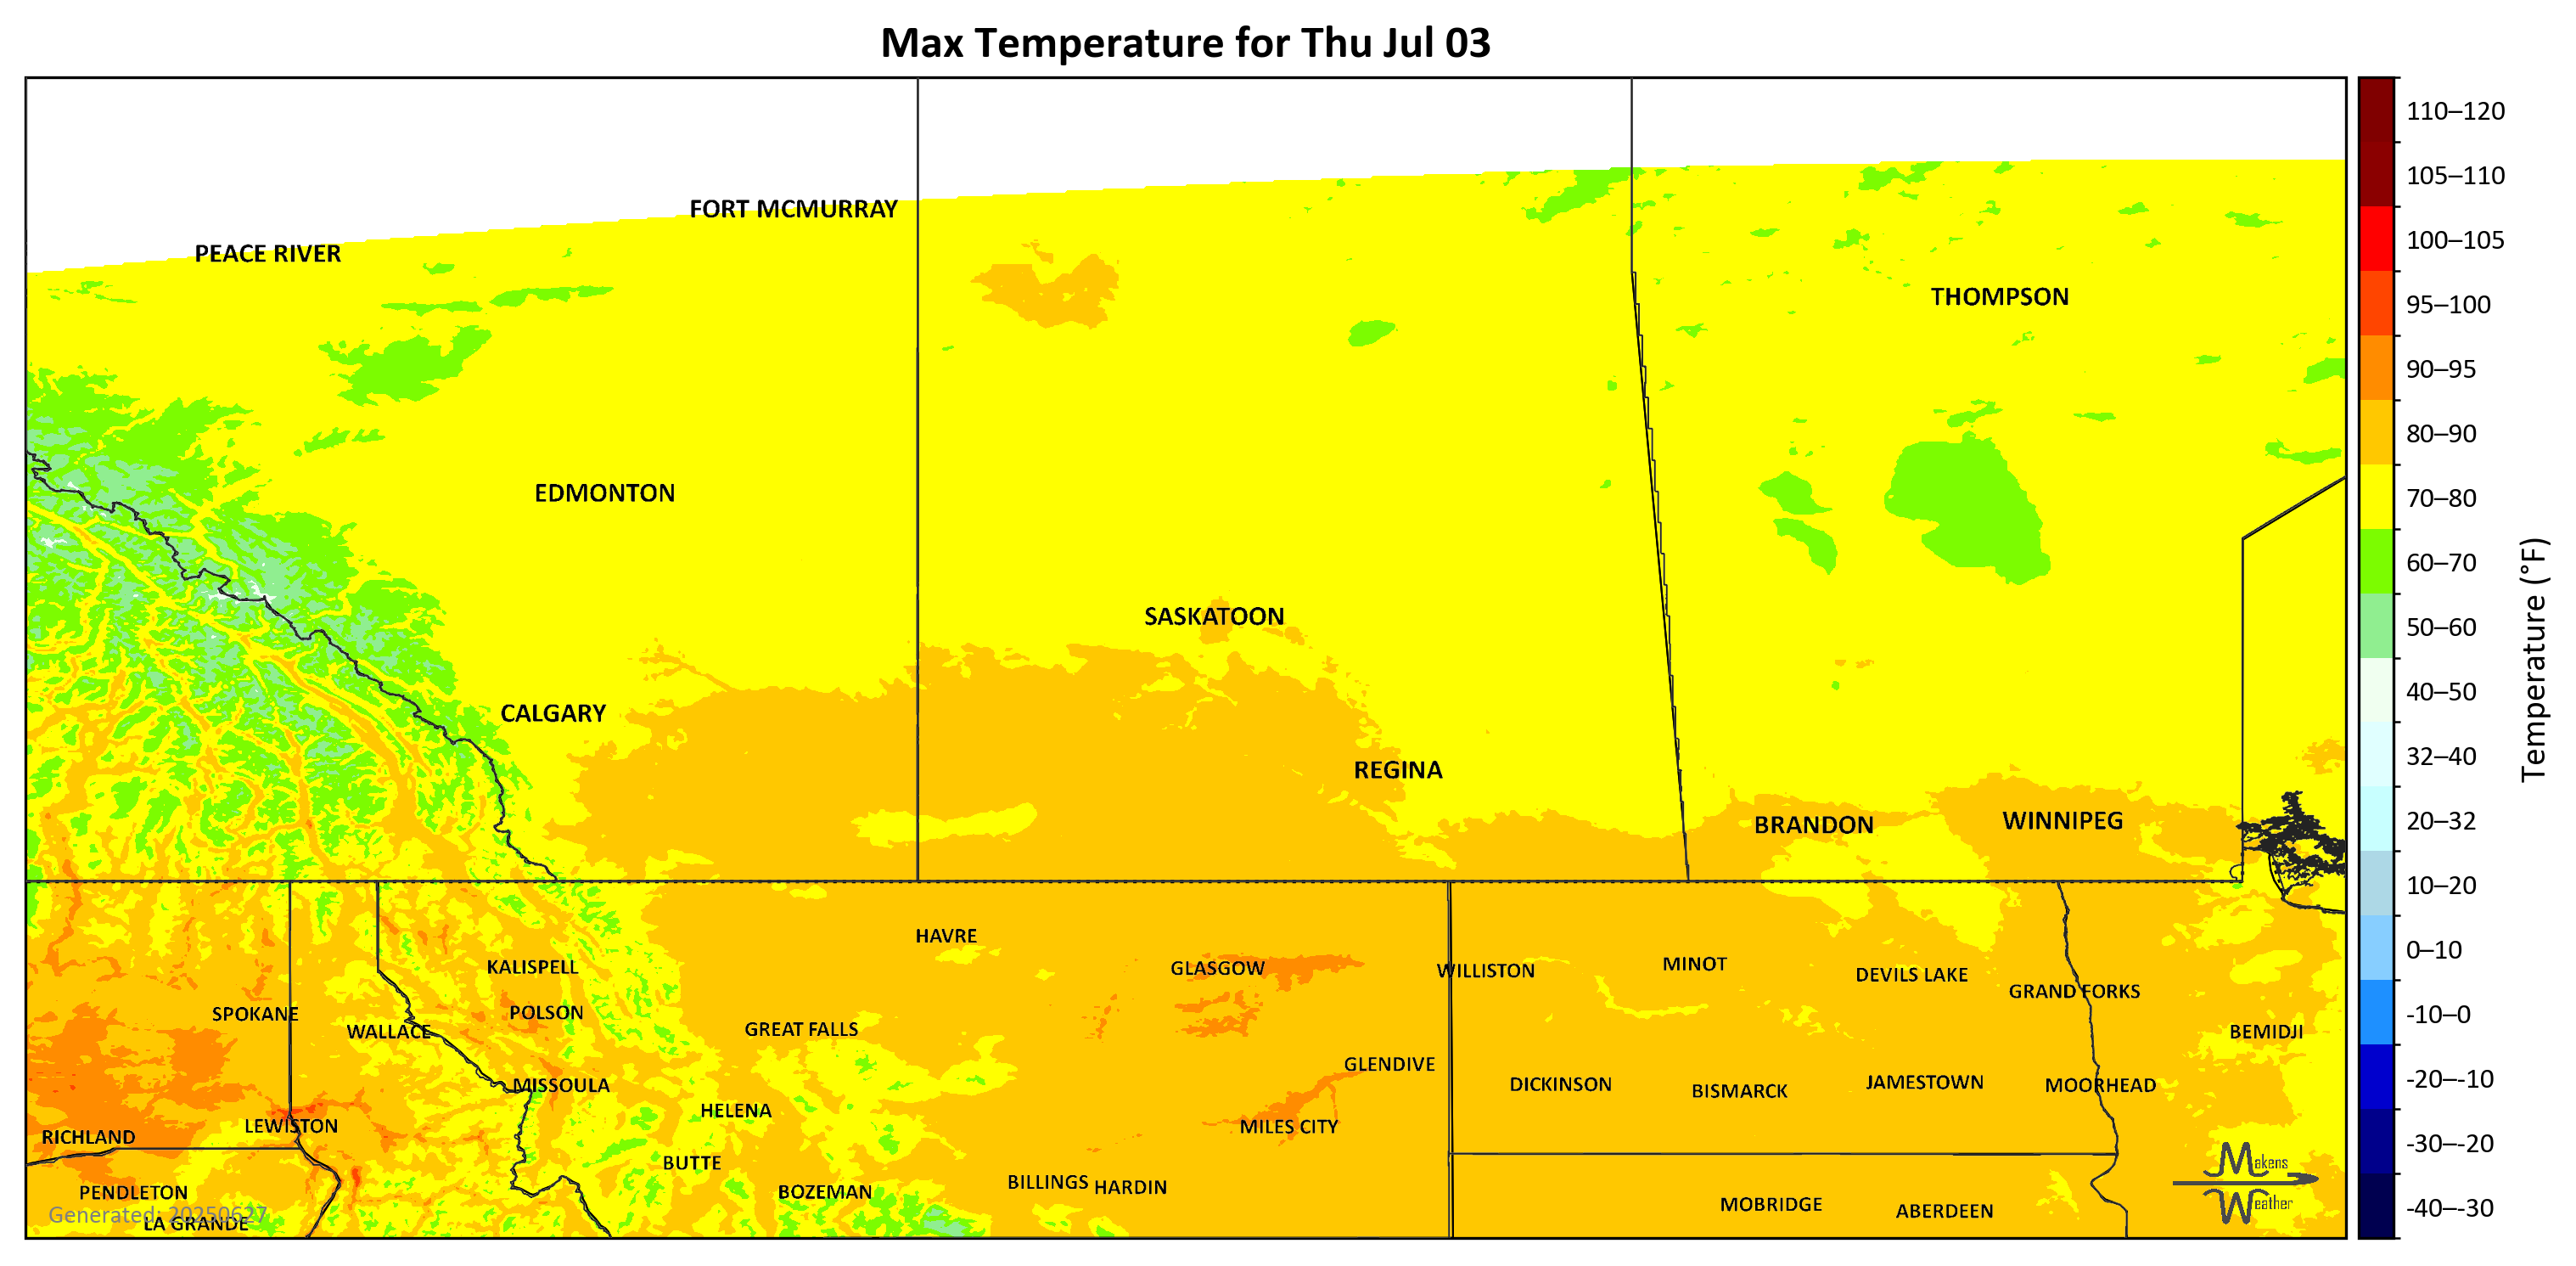 Max Temperature for Thu Jul 03
FORT MCMURRAY
PEACE RIVER
THOMPSON
EDMONTON
SASKATOON
CALGARY
REGINA
BRANDON
WINNIPEG
HAVRE
KALISPELL
GLASGOW
WILLISTON
MINOT
DEVILS LAKE
GRAND FORKS
SPOKANE
POLSON
WALLACE
GREAT FALLS
BEMIDJI
GLENDIVE
MISSOULA
DICKINSON
BISMARCK
JAMESTOWN
MOORHEAD
HELENA
LEWISTON
MILES CITY
RICHLAND
BUTTE
BILLINGS
HARDIN
PENDLETON
BOZEMAN
MOBRIDGE
ABERDEEN
Generated: 20250627
LA GRANDE
Makens
Weather
110–120
105–110
100–105
95–100
90–95
80–90
70–80
60–70
50–60
40–50
32–40
20–32
10–20
0–10
-10–0
-20–-10
-30–-20
-40–-30
Temperature (°F)